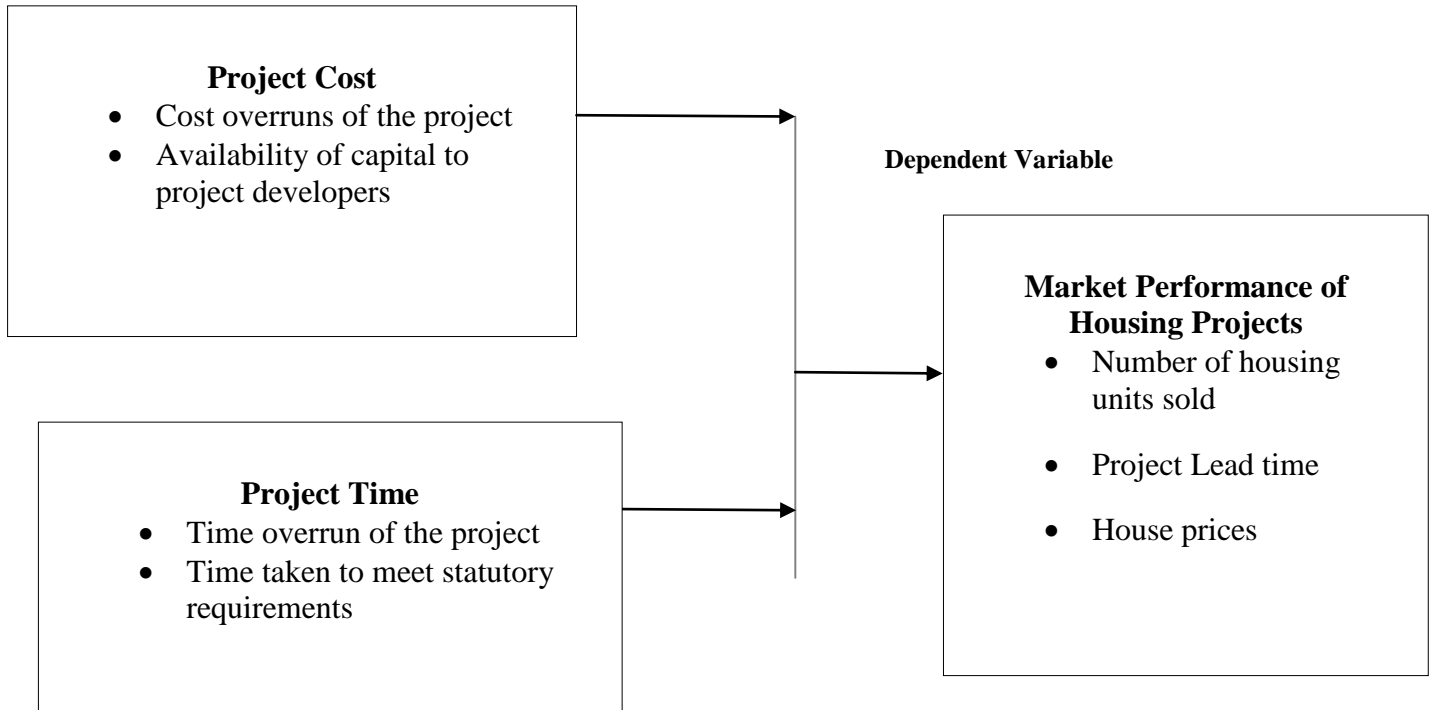 Project Cost
• Cost overruns of the project
• Availability of capital to
project developers
Project Time
• Time overrun of the project
• Time taken to meet statutory
requirements
Dependent Variable
Market Performance of
Housing Projects
• Number of housing
units sold
• Project Lead time
• House prices